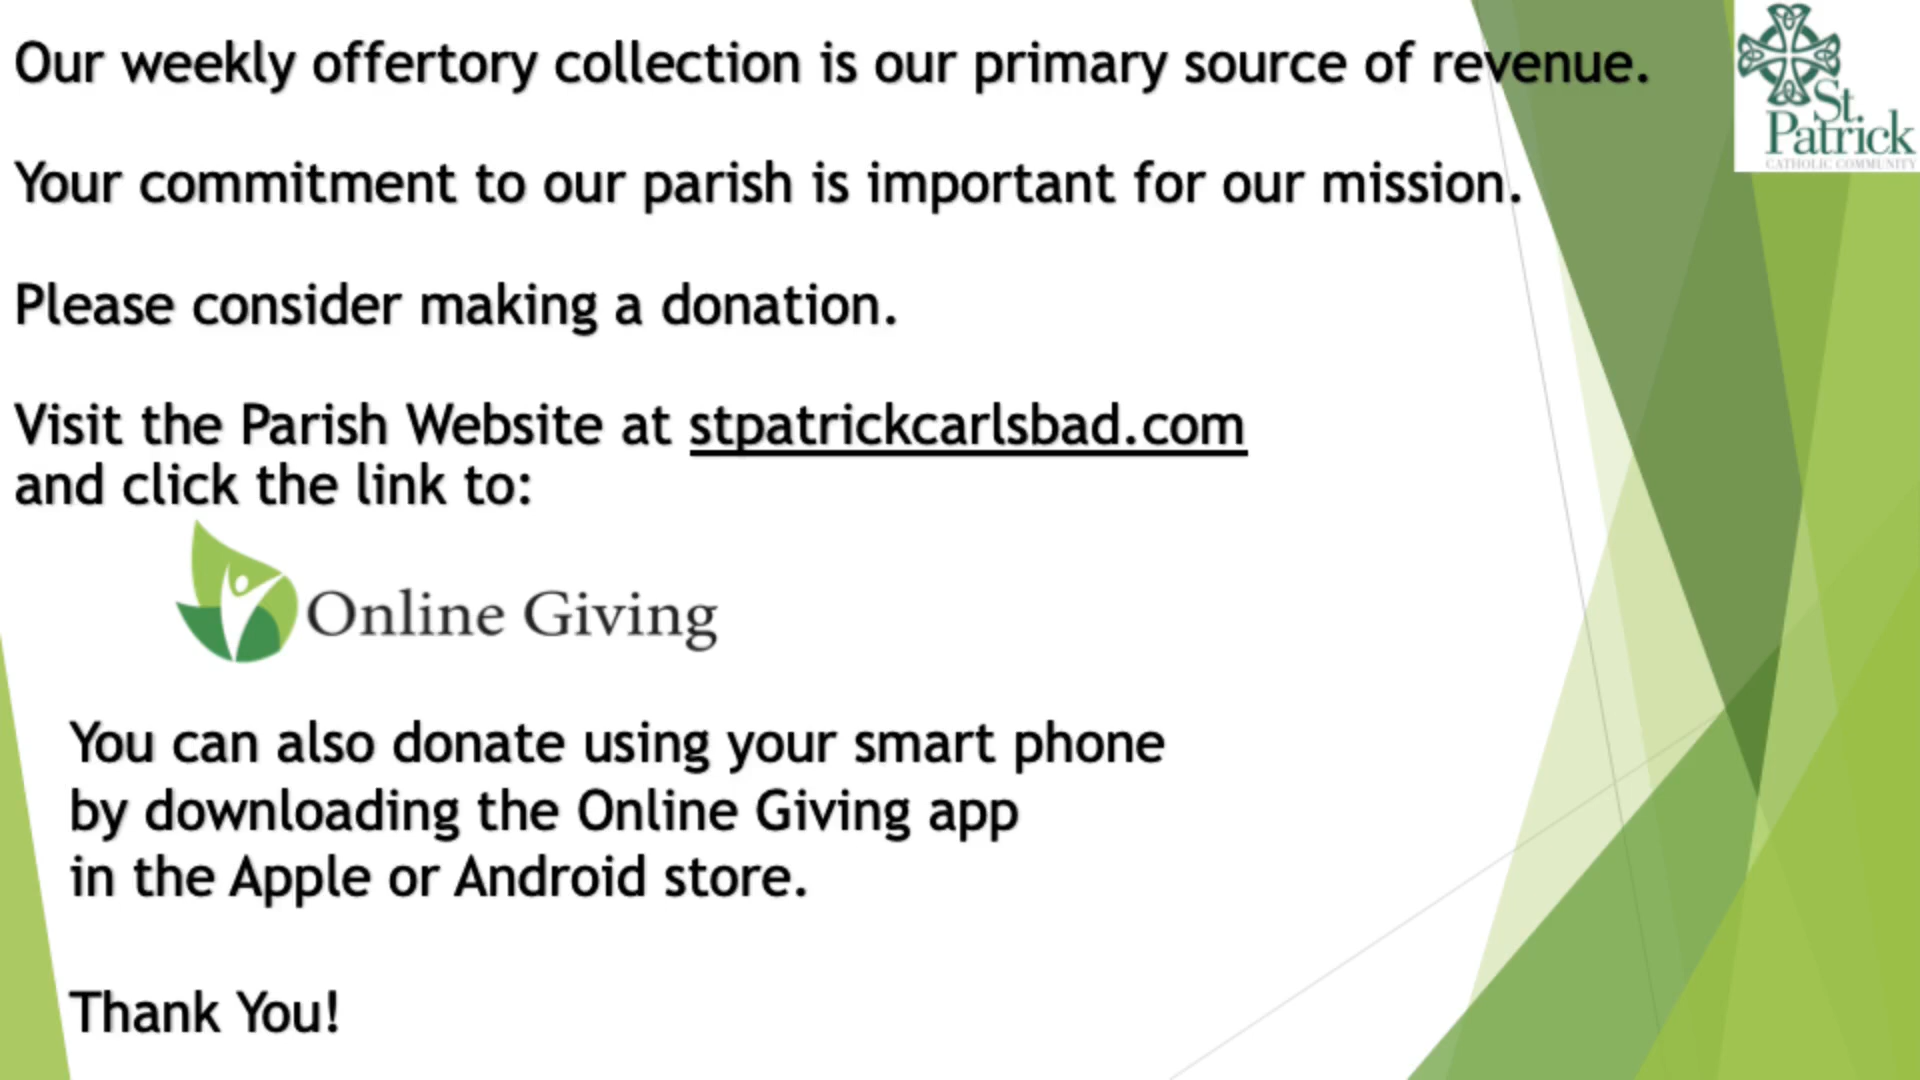 Our weekly offertory collection is our primary source of revenue.
St.
Patrick
CATHOLIC COMMUNITY
Your commitment to our parish is important for our mission.
Please consider making a donation.
Visit the Parish Website at stpatrickcarlsbad.com
and click the link to:
Online Giving
You can also donate using your smart phone
by downloading the Online Giving app
in the Apple or Android store.
Thank You!